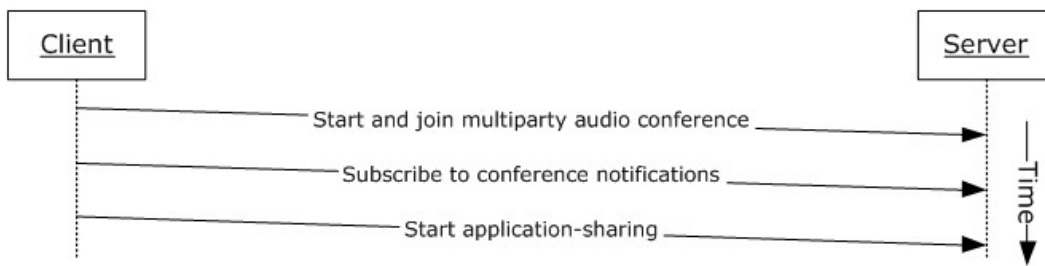 Client
Server
Start and join multiparty audio conference
Subscribe to conference notifications
Start application-sharing
Time